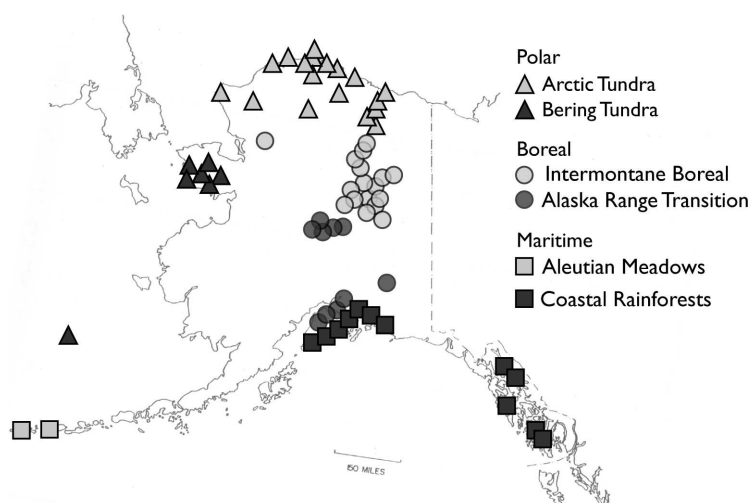 Polar
Arctic Tundra
Bering Tundra
Boreal
Intermontane Boreal
Alaska Range Transition
Maritime
Aleutian Meadows
Coastal Rainforests
150 MILES